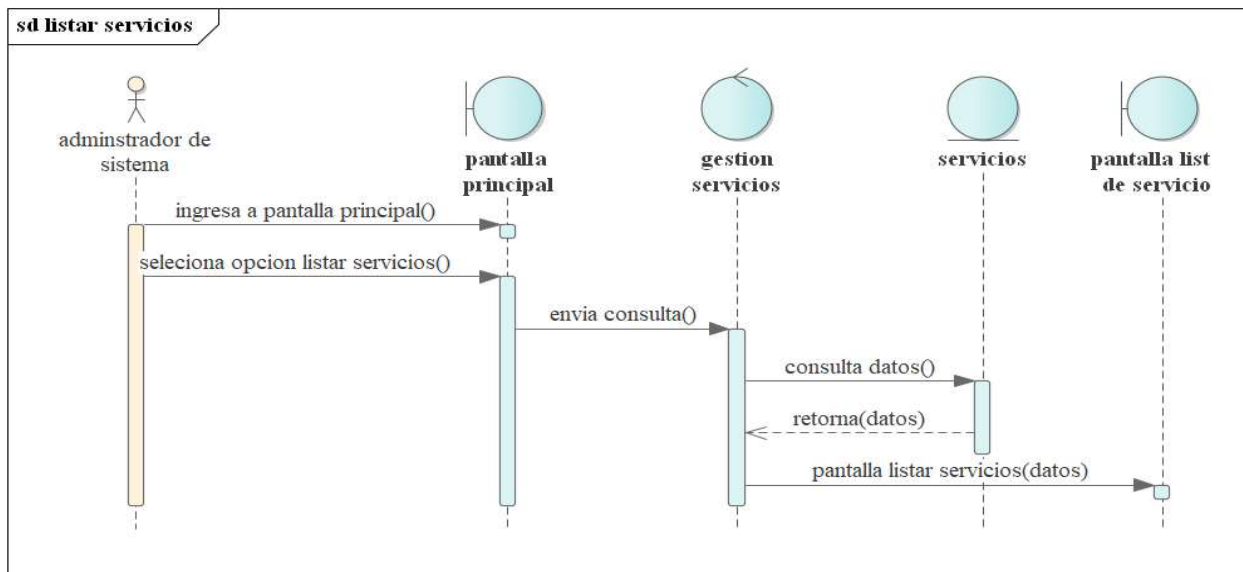 sd listar servicios
adminstrador de
sistema
pantalla
principal
gestion
servicios
servicios
pantalla list
de servicio
ingresa a pantalla principal()
seleciona opcion listar servicios()
envia consulta()
consulta datos()
retorna(datos)
pantalla listar servicios(datos)